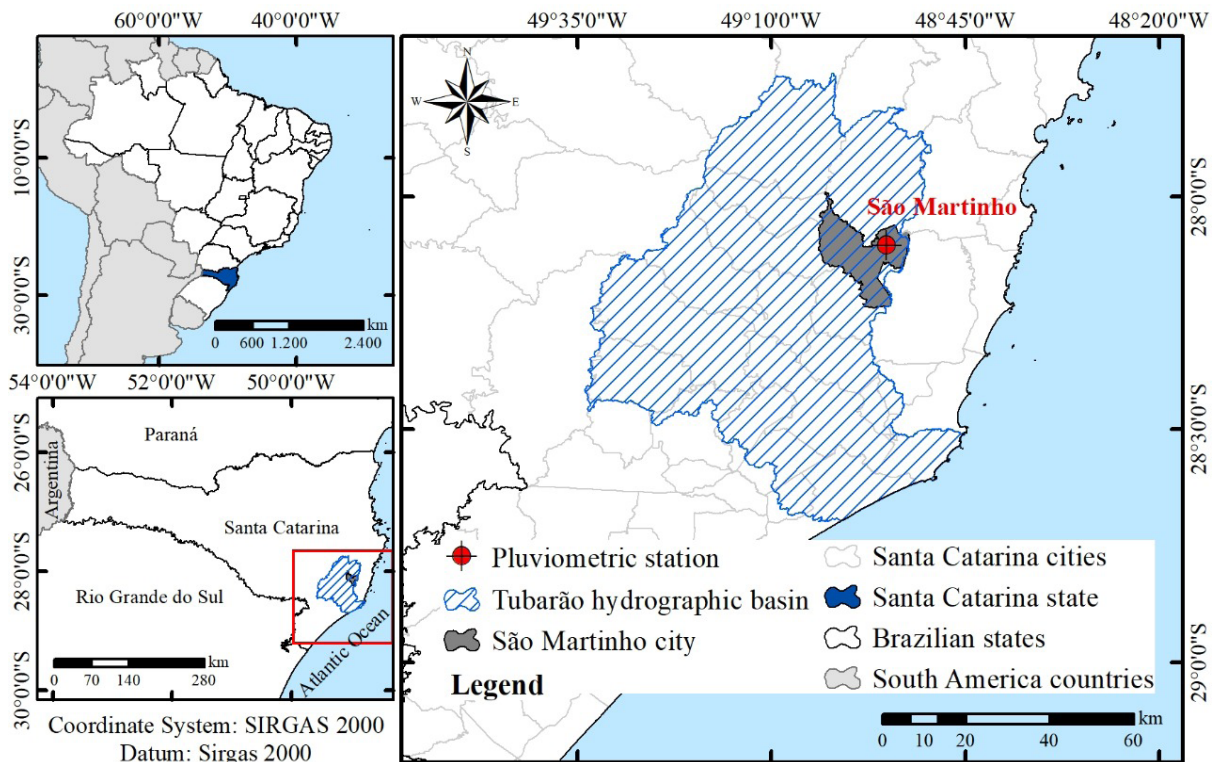 60°0'0"W 40°0'0"W
10°0'0"S
30°0'0"S
0 600 1.200 2.400 km
54°0'0"W 52°0'0"W 50°0'0"W
26°0'0"S
28°0'0"S
30°0'0"S
Argentina
Paraná
Santa Catarina
Rio Grande do Sul
Atlantic Ocean
0 70 140 280 km
Coordinate System: SIRGAS 2000
Datum: Sirgas 2000
49°35'0"W 49°10'0"W 48°45'0"W 48°20'0"W
N
W E
S
28°0'0"S
28°30'0"S
29°0'0"S
São Martinho
Pluviometric station
Tubarão hydrographic basin
São Martinho city
Legend
Santa Catarina cities
Santa Catarina state
Brazilian states
South America countries
km
0 10 20 40 60